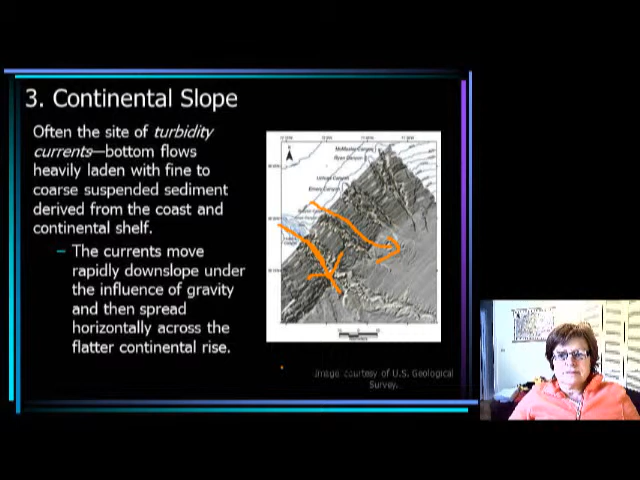 3. Continental Slope
Often the site of turbidity
currents—bottom flows
heavily laden with fine to
coarse suspended sediment
derived from the coast and
continental shelf.
– The currents move
rapidly downslope under
the influence of gravity
and then spread
horizontally across the
flatter continental rise.
Image courtesy of U.S. Geological
Survey.